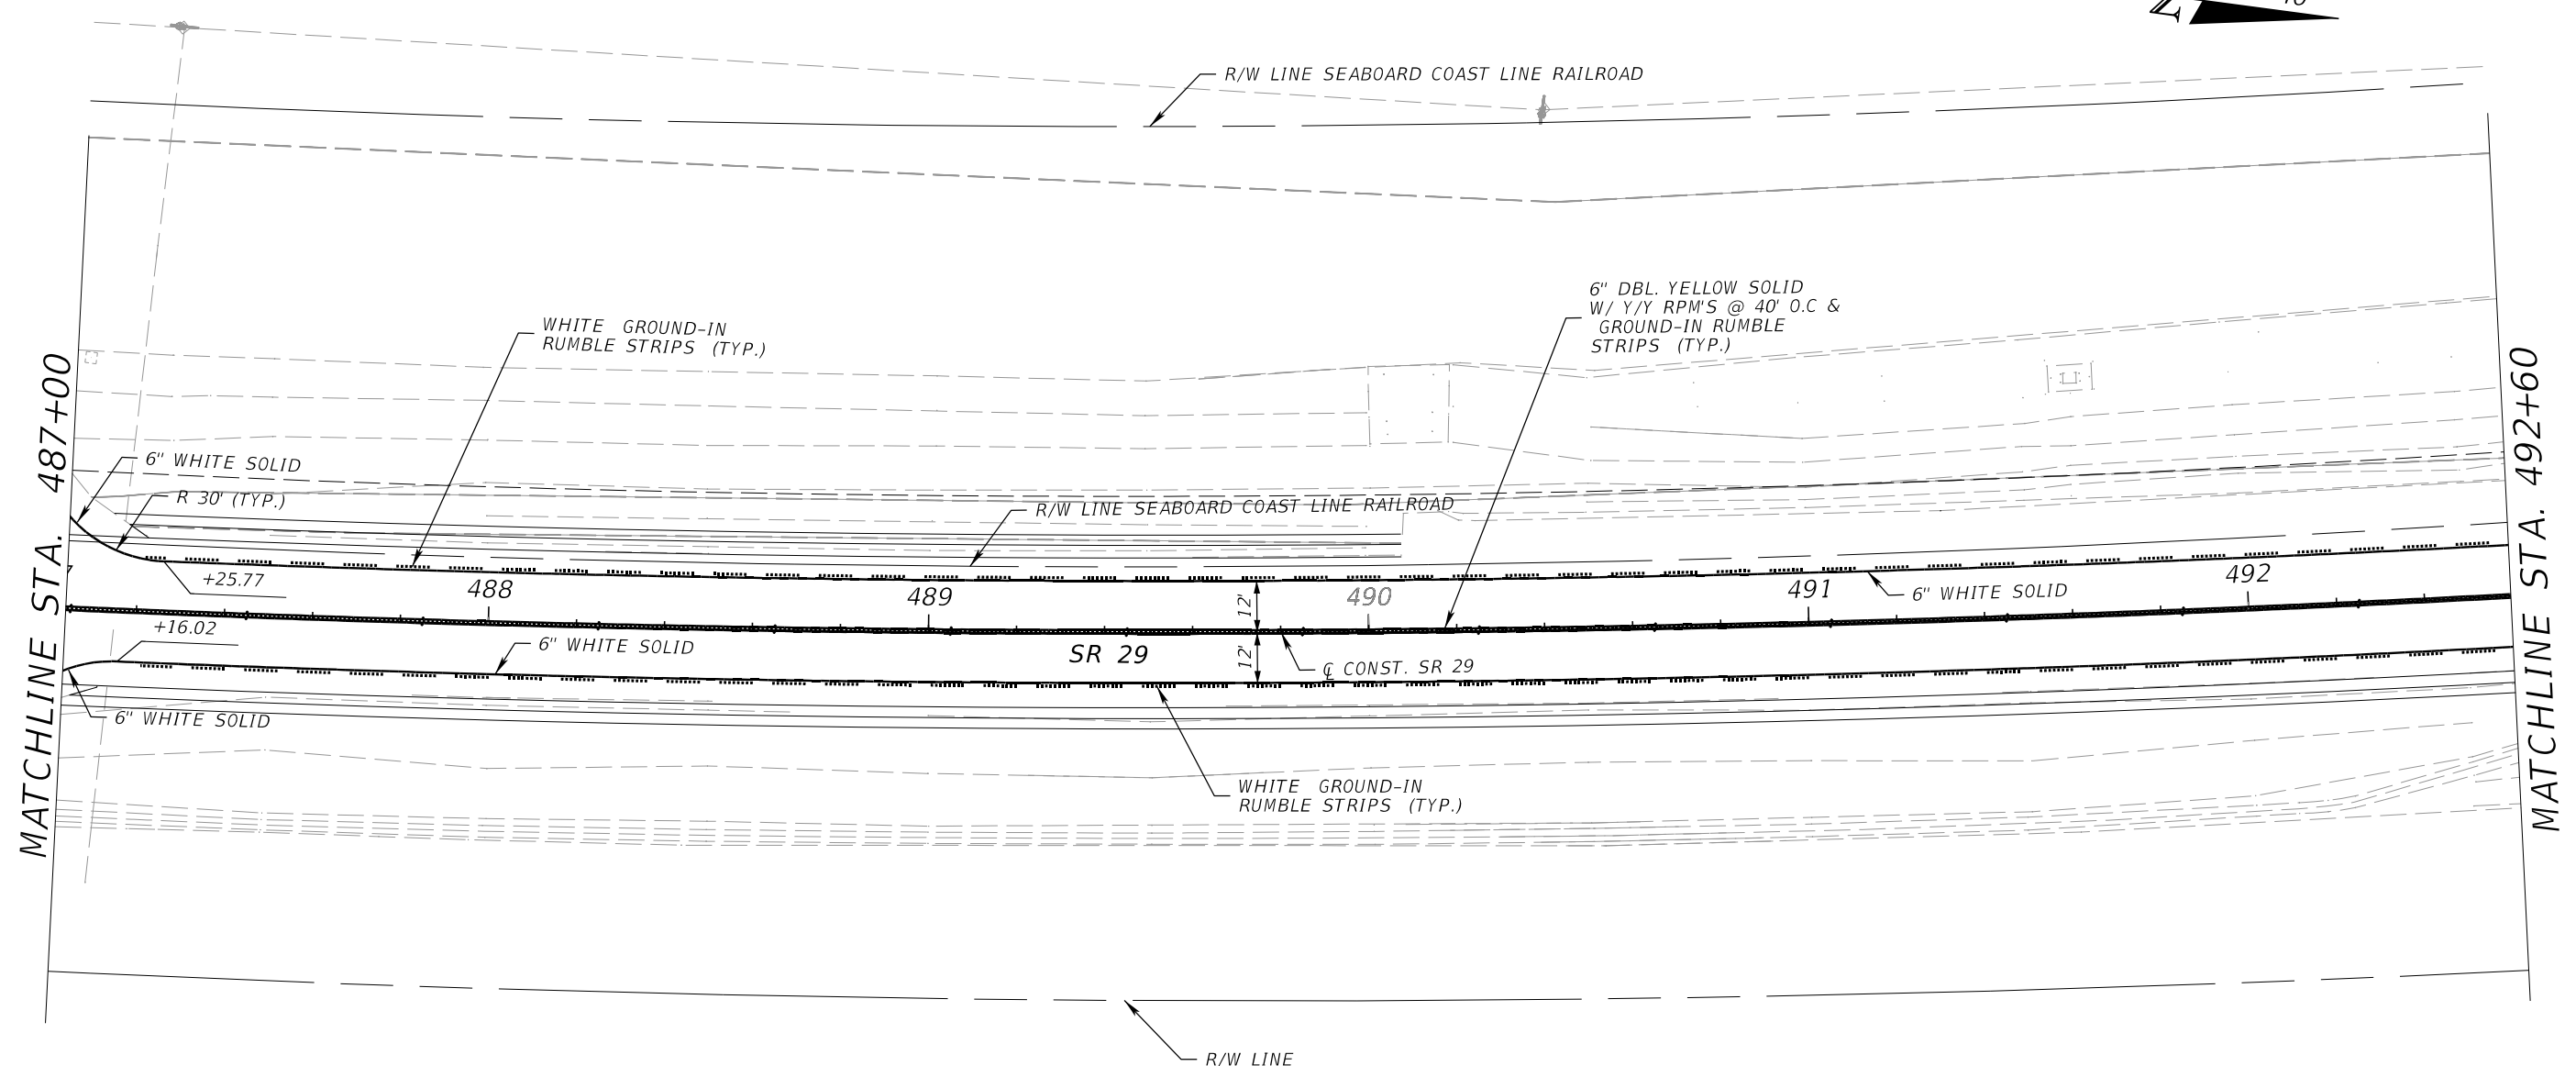 R/W LINE SEABOARD COAST LINE RAILROAD
6" DBL. YELLOW SOLID
W/ Y/Y RPM'S @ 40' O.C &
GROUND-IN RUMBLE
STRIPS (TYP.)
WHITE GROUND-IN
RUMBLE STRIPS (TYP.)
MATCHLINE STA. 487+00
MATCHLINE STA. 492+60
6" WHITE SOLID
R 30' (TYP.)
R/W LINE SEABOARD COAST LINE RAILROAD
+25.77
488
489
490
491
492
12'
6" WHITE SOLID
+16.02
6" WHITE SOLID
SR 29
12'
℄ CONST. SR 29
6" WHITE SOLID
WHITE GROUND-IN
RUMBLE STRIPS (TYP.)
R/W LINE